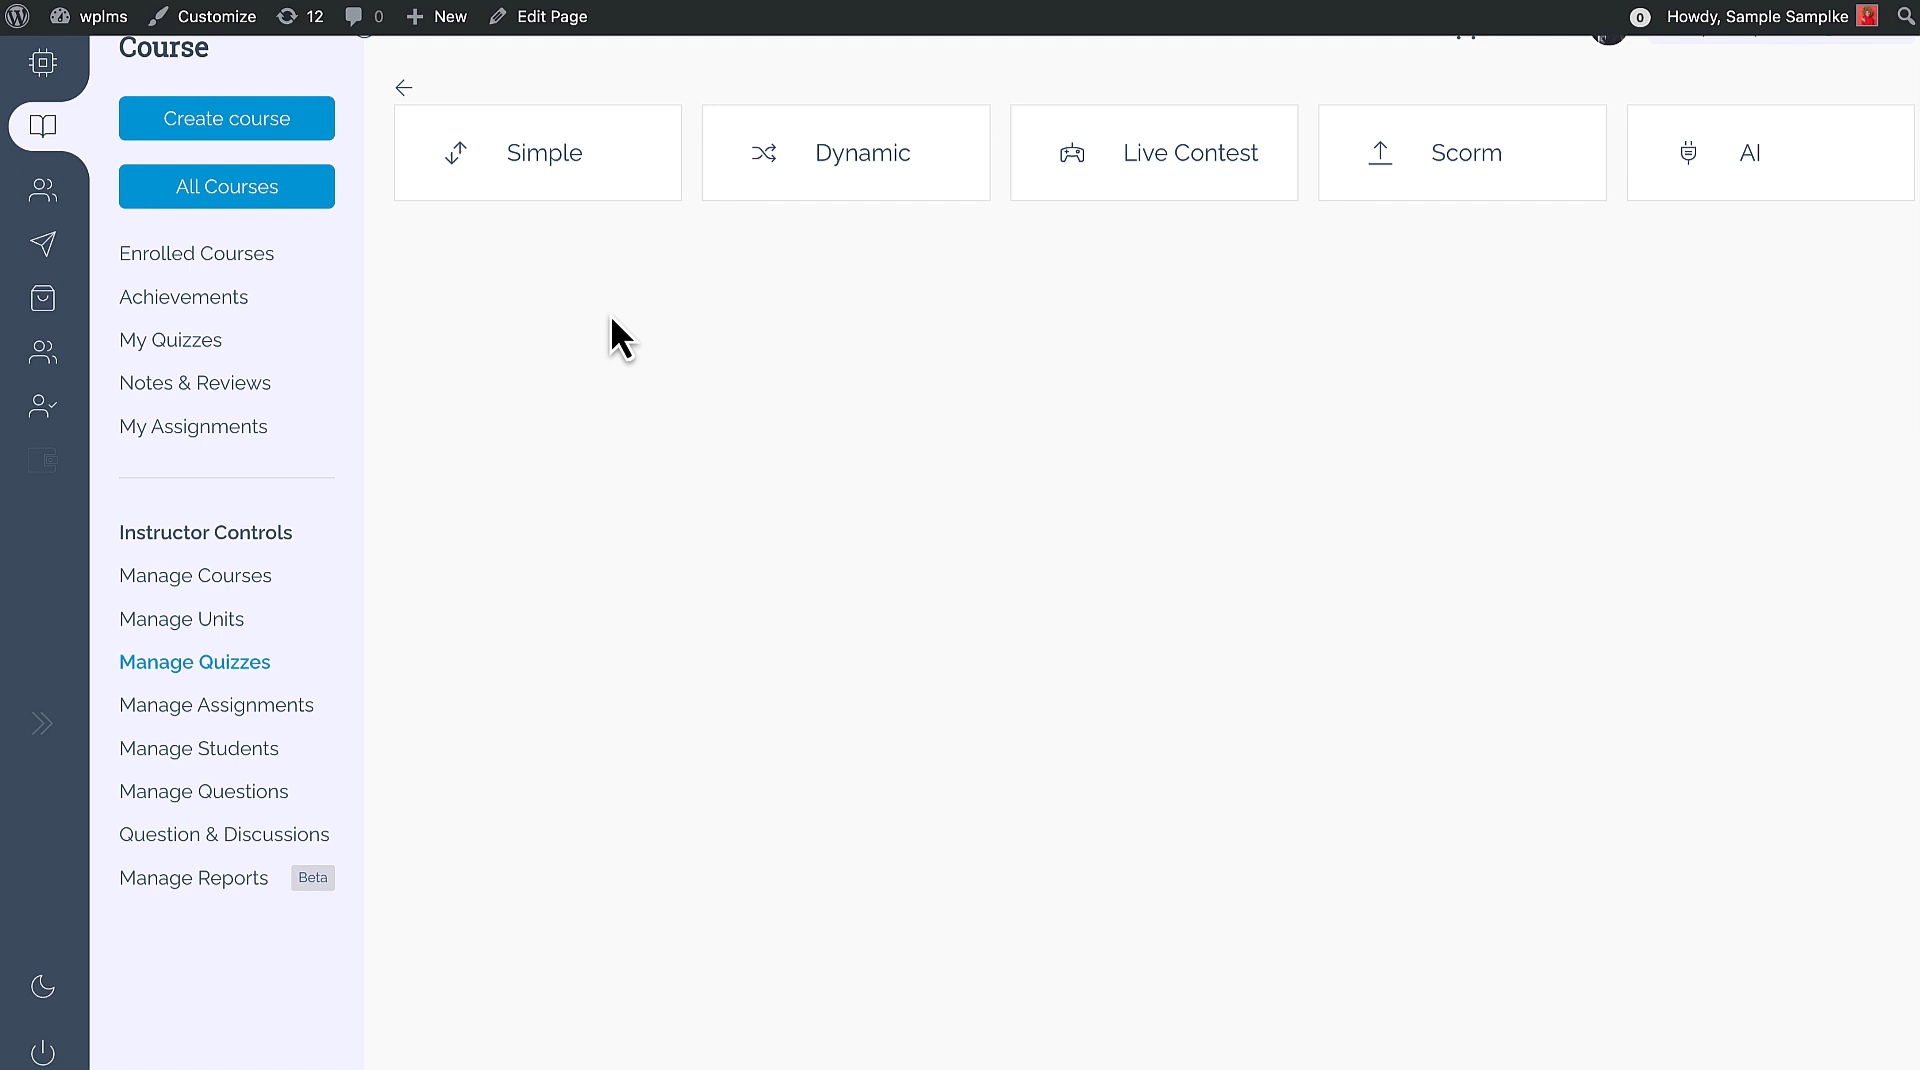 wplms Customize 12 0 New Edit Page 0 Howdy, Sample Samplke
Course
Create course
All Courses
Enrolled Courses
Achievements
My Quizzes
Notes & Reviews
My Assignments
Instructor Controls
Manage Courses
Manage Units
Manage Quizzes
Manage Assignments
Manage Students
Manage Questions
Question & Discussions
Manage Reports Beta
Simple Dynamic Live Contest Scorm AI